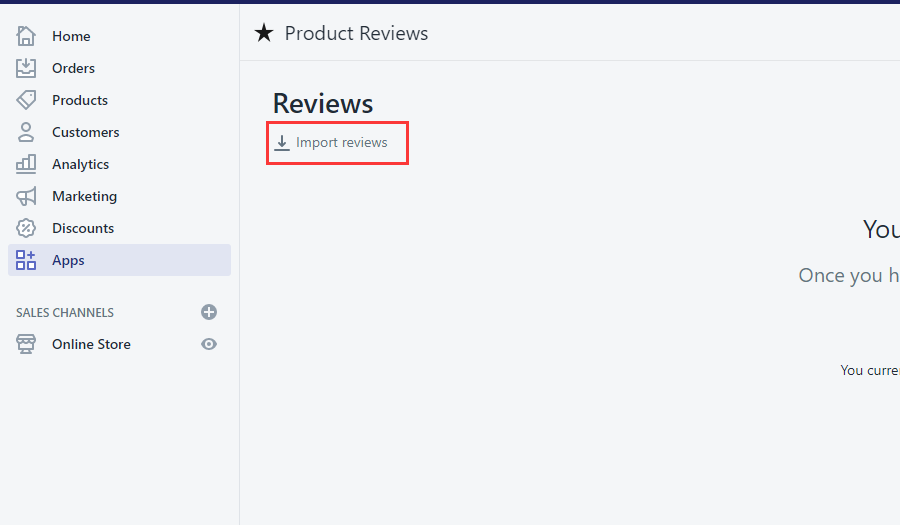 Home
Orders
Products
Customers
Analytics
Marketing
Discounts
Apps
SALES CHANNELS
Online Store
Product Reviews
Reviews
Import reviews
You
Once you h
You curre